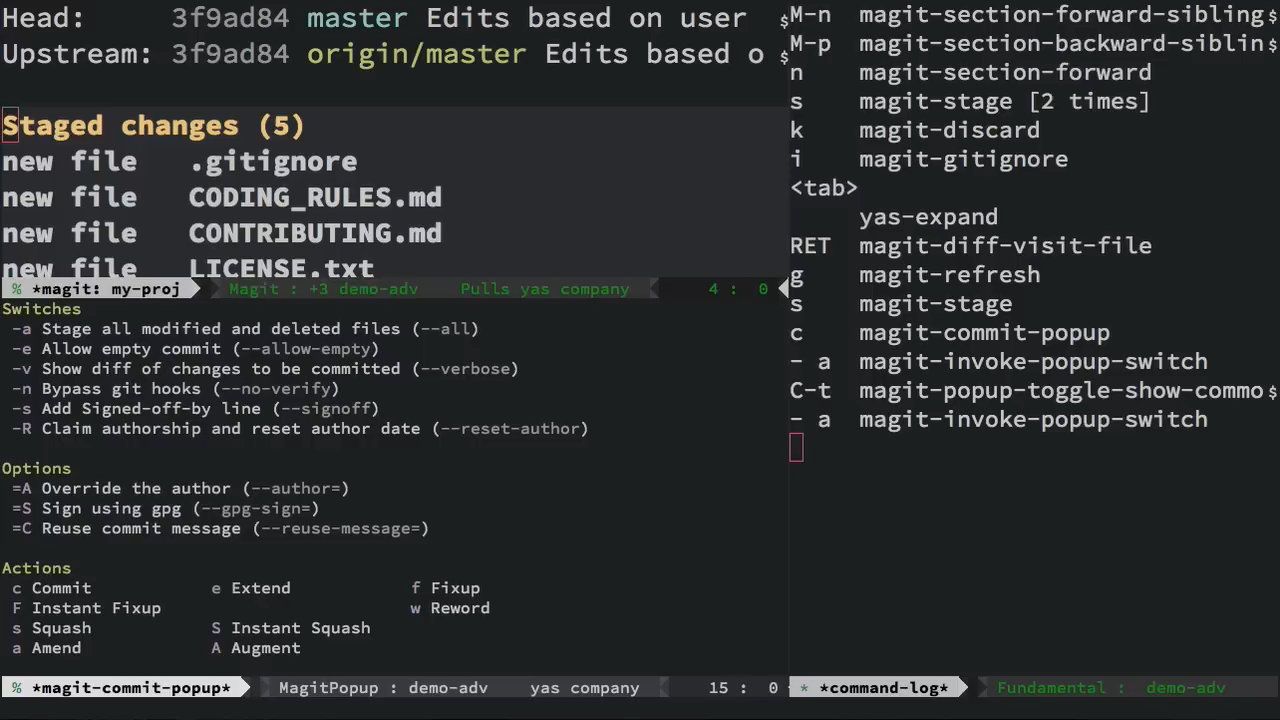 Head:     3f9ad84 master Edits based on user $
Upstream: 3f9ad84 origin/master Edits based o $
Staged changes (5)
new file   .gitignore
new file   CODING_RULES.md
new file   CONTRIBUTING.md
new file   LICENSE.txt
% *magit: my-proj   Magit : +3 demo-adv   Pulls yas company   4 :  0
Switches
-a Stage all modified and deleted files (--all)
-e Allow empty commit (--allow-empty)
-v Show diff of changes to be committed (--verbose)
-n Bypass git hooks (--no-verify)
-s Add Signed-off-by line (--signoff)
-R Claim authorship and reset author date (--reset-author)
Options
=A Override the author (--author=)
=S Sign using gpg (--gpg-sign=)
=C Reuse commit message (--reuse-message=)
Actions
c Commit   e Extend   f Fixup
F Instant Fixup   w Reword
s Squash   S Instant Squash
a Amend   A Augment
% *magit-commit-popup*   MagitPopup : demo-adv   yas company   15 :  0
M-n   magit-section-forward-sibling$
M-p   magit-section-backward-siblin$
n   magit-section-forward
s   magit-stage [2 times]
k   magit-discard
i   magit-gitignore
<tab>
yas-expand
RET   magit-diff-visit-file
g   magit-refresh
s   magit-stage
c   magit-commit-popup
- a   magit-invoke-popup-switch
C-t   magit-popup-toggle-show-commo$
- a   magit-invoke-popup-switch
* *command-log*   Fundamental :  demo-adv